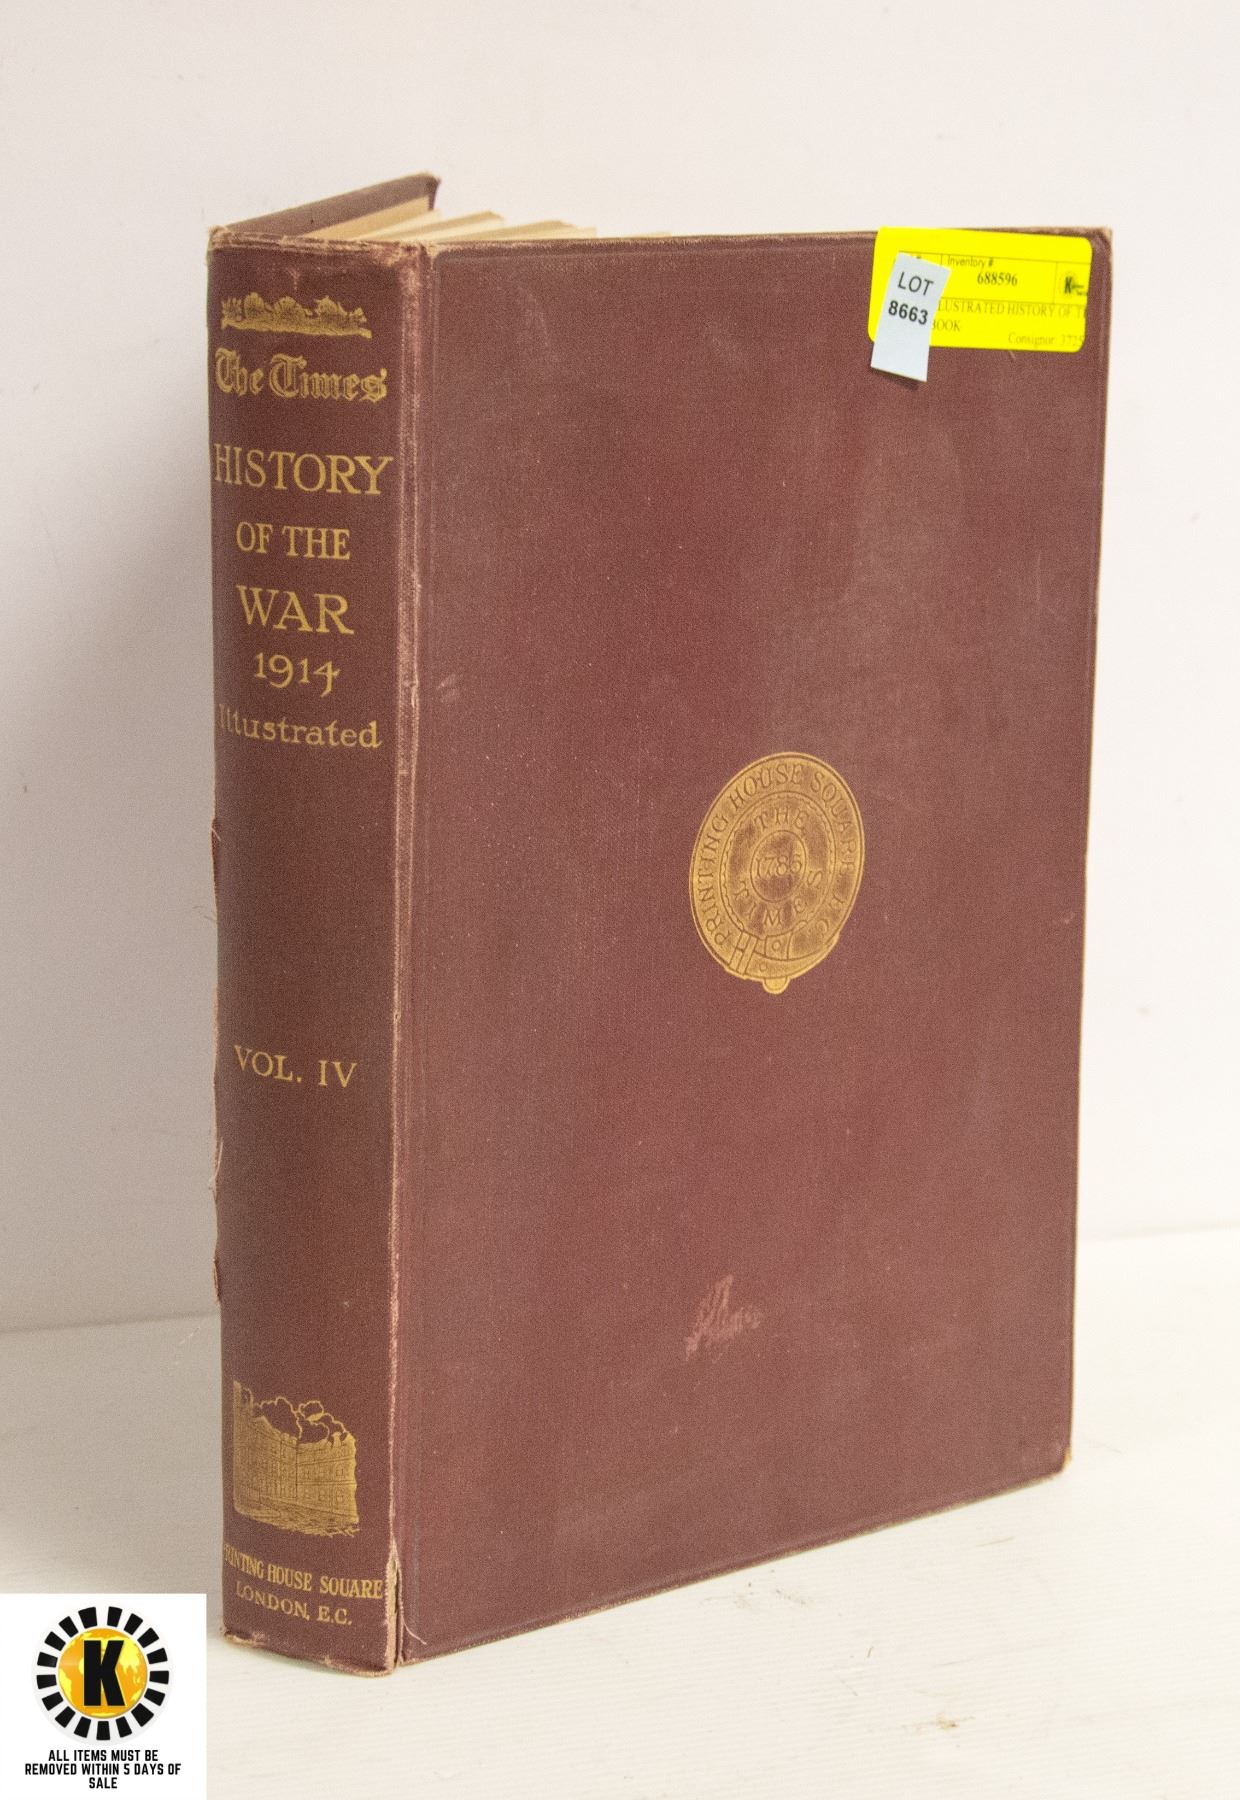 The Times
HISTORY
OF THE
WAR
1914
Illustrated
VOL. IV
PRINTING HOUSE SQUARE
LONDON, E.C.
Inventory #
688596
LOT
8663
LUSTRATED HISTORY OF T
BOOK
Consignor:
PRINTING HOUSE SQUARE E.C.
THE
1785
TIMES
K
ALL ITEMS MUST BE
REMOVED WITHIN 5 DAYS OF
SALE